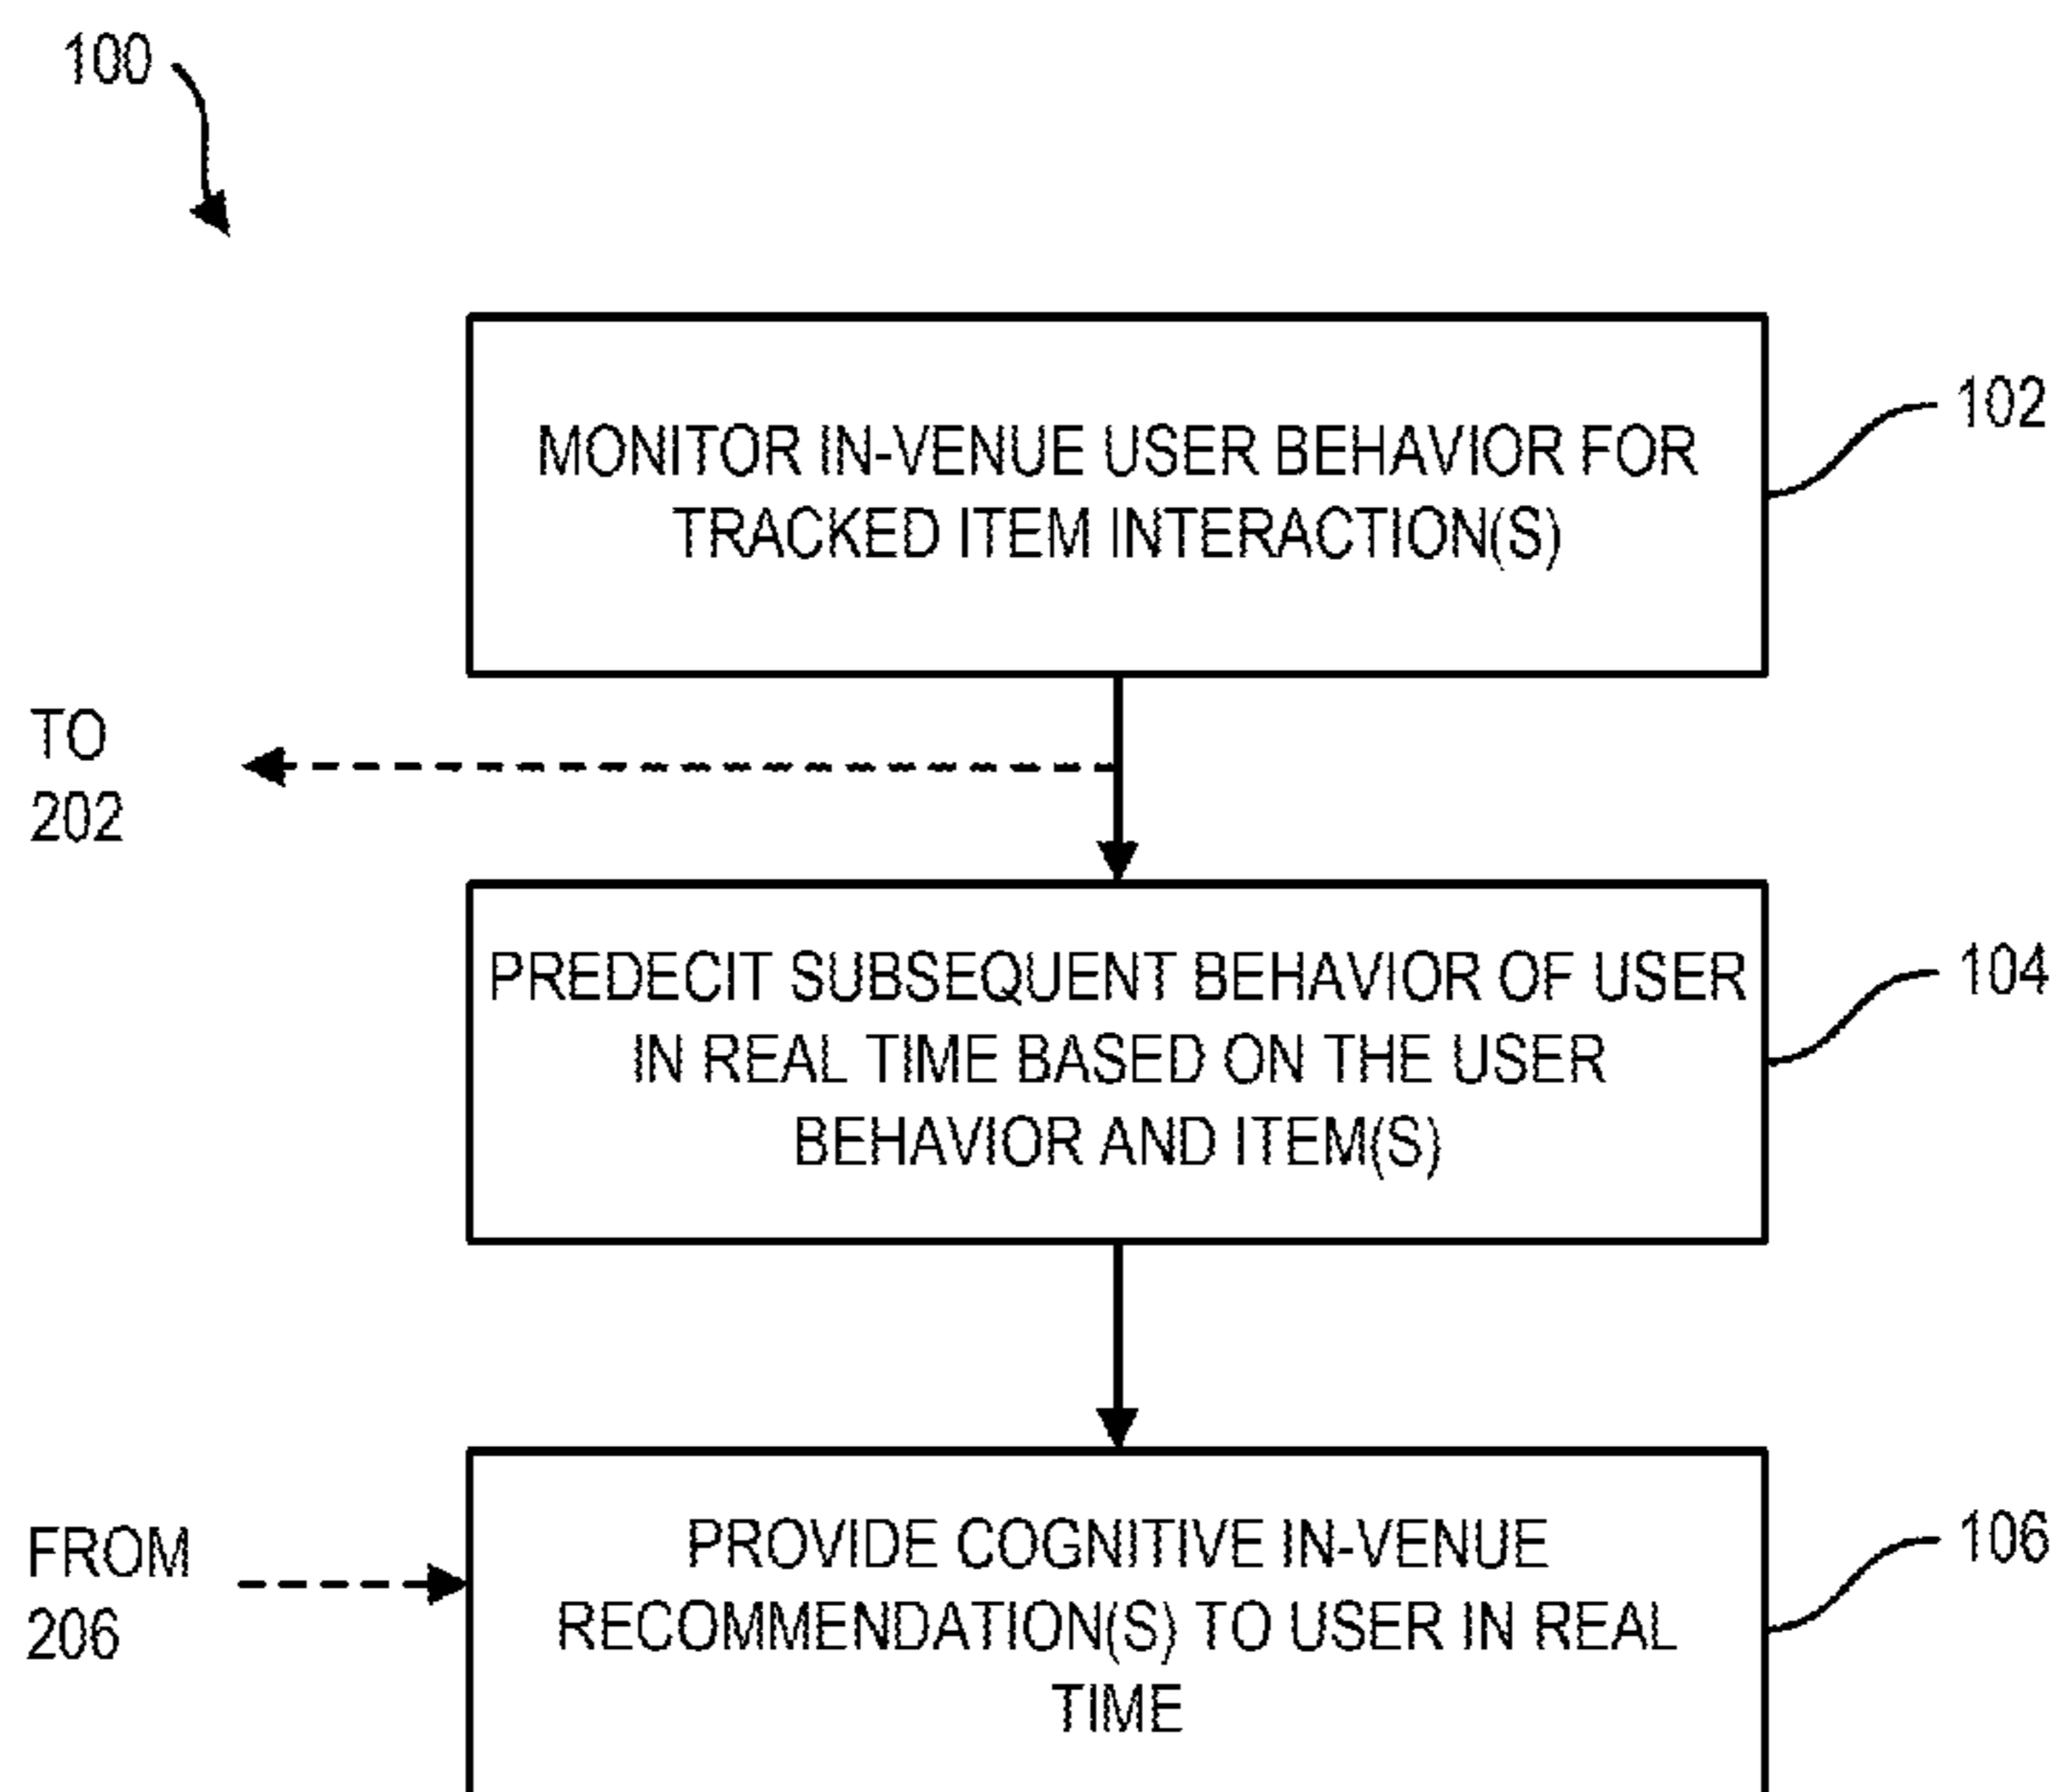 100
MONITOR IN-VENUE USER BEHAVIOR FOR
TRACKED ITEM INTERACTION(S)
102
TO
202
PREDECIT SUBSEQUENT BEHAVIOR OF USER
IN REAL TIME BASED ON THE USER
BEHAVIOR AND ITEM(S)
104
FROM
206
PROVIDE COGNITIVE IN-VENUE
RECOMMENDATION(S) TO USER IN REAL
TIME
106